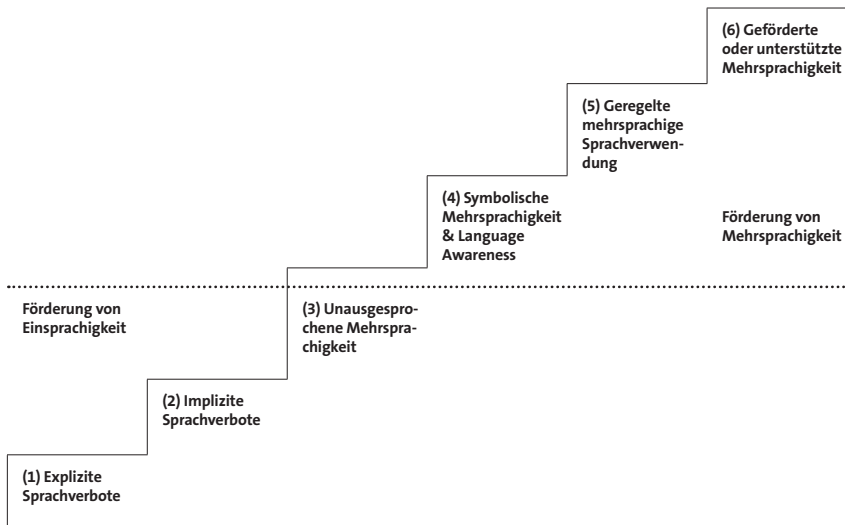 (6) Geförderte
oder unterstützte
Mehrsprachigkeit
(5) Geregelte
mehrsprachige
Sprachverwen-
dung
(4) Symbolische
Mehrsprachigkeit
& Language
Awareness
Förderung von
Mehrsprachigkeit
Förderung von
Einsprachigkeit
(3) Unausgespro-
chene Mehrspra-
chigkeit
(2) Implizite
Sprachverbote
(1) Explizite
Sprachverbote